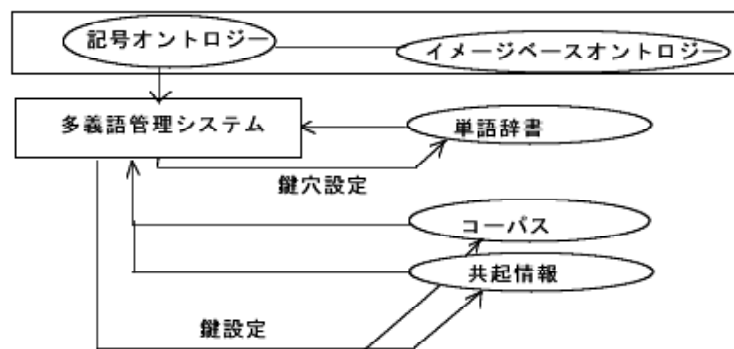 記号オントロジー
イメージベースオントロジー
多義語管理システム
単語辞書
鍵穴設定
コーパス
共起情報
鍵設定